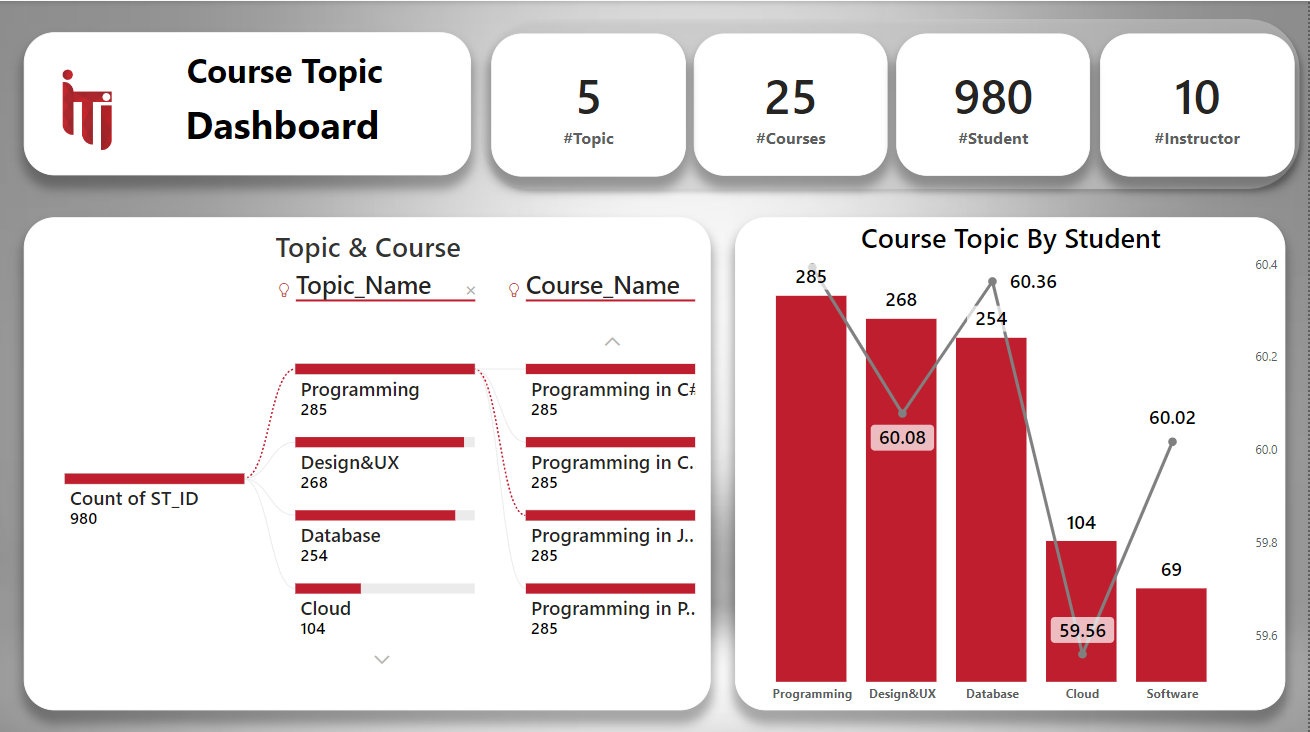 Course Topic
Dashboard
5
#Topic
25
#Courses
980
#Student
10
#Instructor
Topic & Course
Topic_Name
Course_Name
Count of ST_ID
980
Programming
285
Design&UX
268
Database
254
Cloud
104
Programming in C#
285
Programming in C..
285
Programming in J..
285
Programming in P..
285
Course Topic By Student
285
268
254
104
69
60.36
60.08
59.56
60.02
60.4
60.2
60.0
59.8
59.6
Programming
Design&UX
Database
Cloud
Software